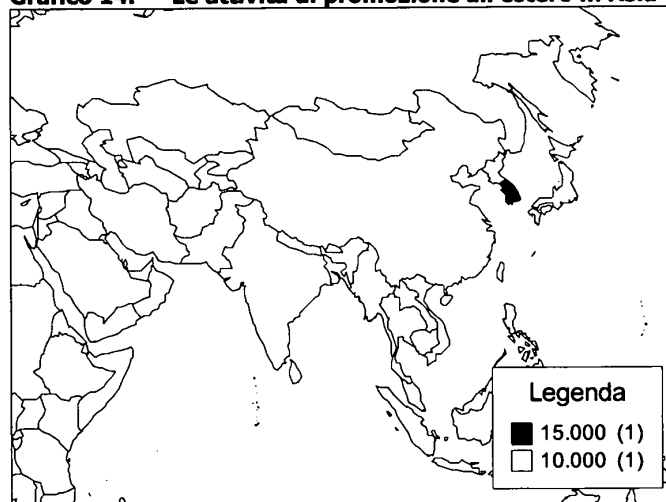 Grafico 14. Le attività di promozione all'estero in Asia
Legenda
15.000 (1)
10.000 (1)